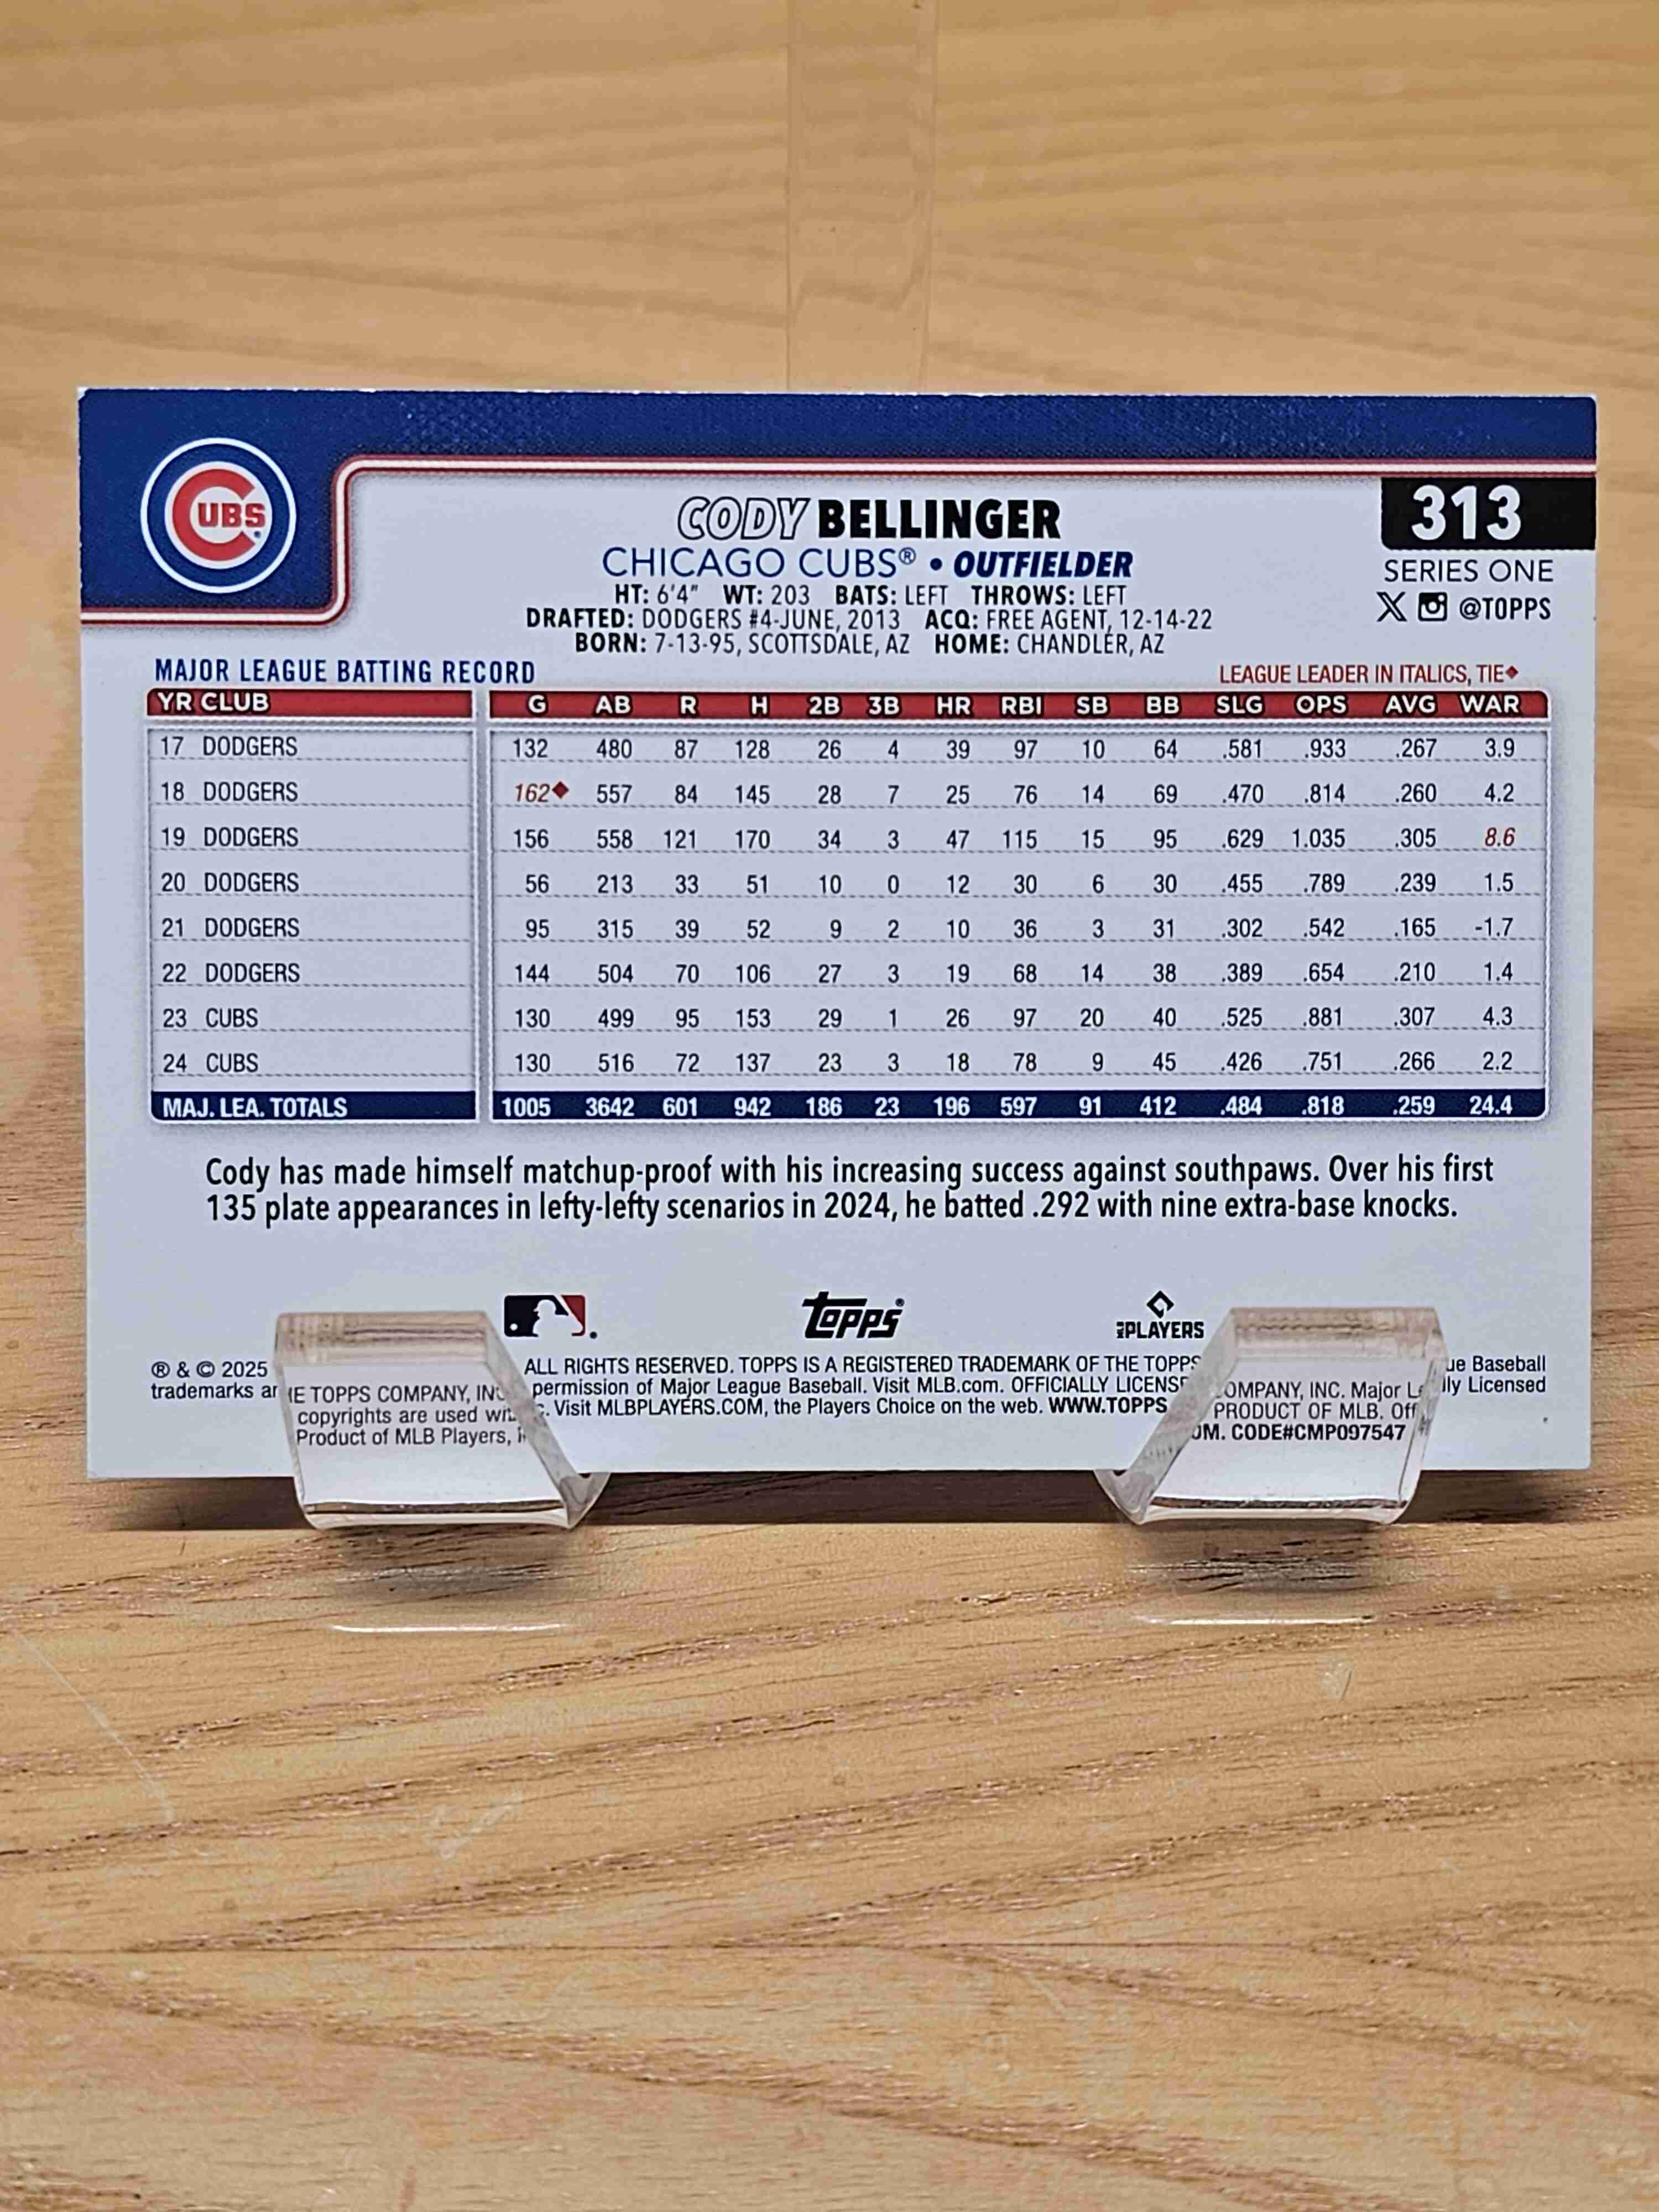 CUBS
CODY BELLINGER
313
CHICAGO CUBS® • OUTFIELDER
SERIES ONE
HT: 6'4" WT: 203 BATS: LEFT THROWS: LEFT
X @TOPPS
DRAFTED: DODGERS #4-JUNE, 2013 ACQ: FREE AGENT, 12-14-22
BORN: 7-13-95, SCOTTSDALE, AZ HOME: CHANDLER, AZ
MAJOR LEAGUE BATTING RECORD LEAGUE LEADER IN ITALICS, TIE◆
YR CLUB G AB R H 2B 3B HR RBI SB BB SLG OPS AVG WAR
17 DODGERS 132 480 87 128 26 4 39 97 10 64 .581 .933 .267 3.9
18 DODGERS 162◆ 557 84 145 28 7 25 76 14 69 .470 .814 .260 4.2
19 DODGERS 156 558 121 170 34 3 47 115 15 95 .629 1.035 .305 8.6
20 DODGERS 56 213 33 51 10 0 12 30 6 30 .455 .789 .239 1.5
21 DODGERS 95 315 39 52 9 2 10 36 3 31 .302 .542 .165 -1.7
22 DODGERS 144 504 70 106 27 3 19 68 14 38 .389 .654 .210 1.4
23 CUBS 130 499 95 153 29 1 26 97 20 40 .525 .881 .307 4.3
24 CUBS 130 516 72 137 23 3 18 78 9 45 .426 .751 .266 2.2
MAJ. LEA. TOTALS 1005 3642 601 942 186 23 196 597 91 412 .484 .818 .259 24.4
Cody has made himself matchup-proof with his increasing success against southpaws. Over his first
135 plate appearances in lefty-lefty scenarios in 2024, he batted .292 with nine extra-base knocks.
Topps® PLAYERS
® & © 2025 TOPPS COMPANY, ALL RIGHTS RESERVED. TOPPS IS A REGISTERED TRADEMARK OF THE TOPPS COMPANY, INC. Major Baseball
trademarks copyrights are used permission of Major League Baseball. Visit MLB.com. OFFICIALLY PRODUCT OF MLB. Licensed
Product of MLB Players, Visit MLBPLAYERS.COM, the Players Choice on the web. WWW.TOPPS CODE#CMP097547